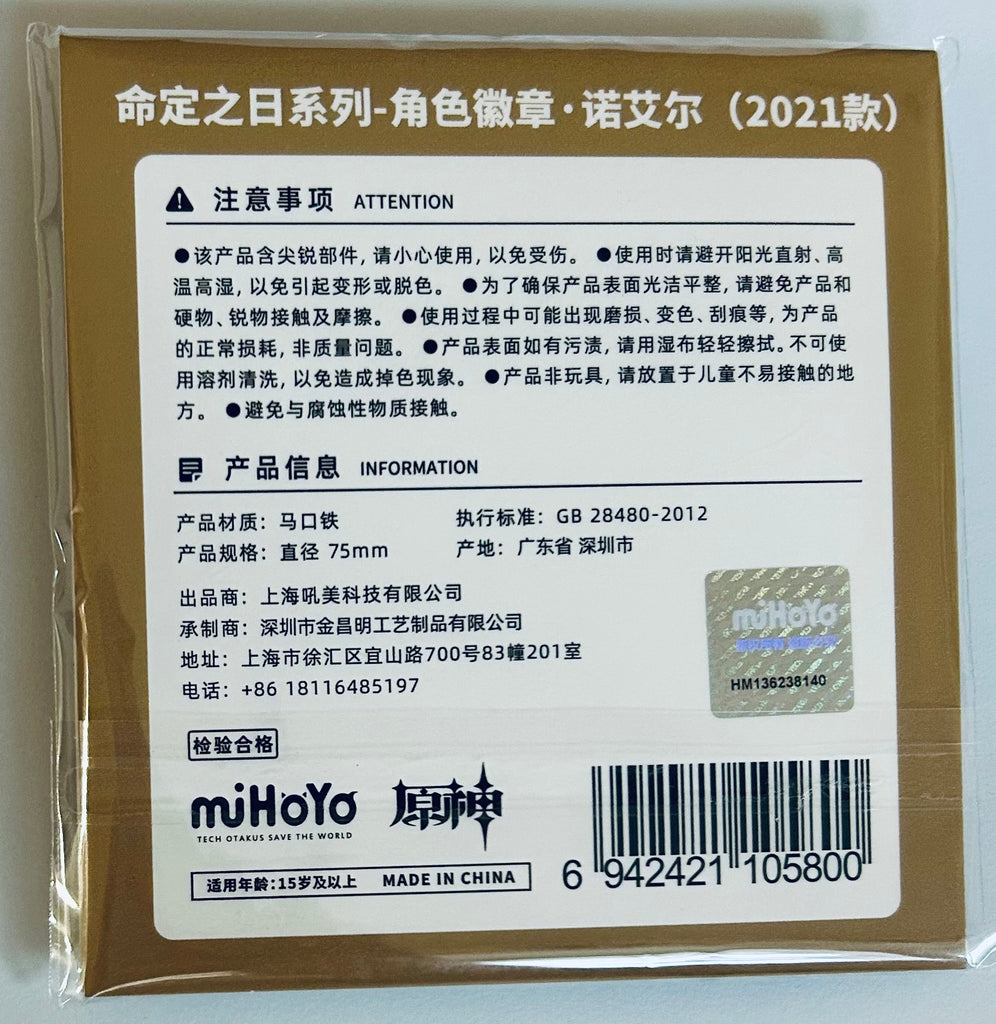 命定之日系列-角色徽章·诺艾尔（2021款）
注意事项 ATTENTION
●该产品含尖锐部件，请小心使用，以免受伤。 ●使用时请避开阳光直射、高
温高湿，以免引起变形或脱色。 ●为了确保产品表面光洁平整，请避免产品和
硬物、锐物接触及摩擦。 ●使用过程中可能出现磨损、变色、刮痕等，为产品
的正常损耗，非质量问题。 ●产品表面如有污渍，请用湿布轻轻擦拭。不可使
用溶剂清洗，以免造成掉色现象。 ●产品非玩具，请放置于儿童不易接触的地
方。 ●避免与腐蚀性物质接触。
产品信息 INFORMATION
产品材质：马口铁 执行标准：GB 28480-2012
产品规格：直径 75mm 产地：广东省 深圳市
出品商：上海吼美科技有限公司
承制商：深圳市金昌明工艺制品有限公司
地址：上海市徐汇区宜山路700号83幢201室
电话：+86 18116485197
miHoYo
HM136238140
检验合格
miHoYo 原神
TECH OTAKUS SAVE THE WORLD
适用年龄：15岁及以上 MADE IN CHINA
6 942421 105800